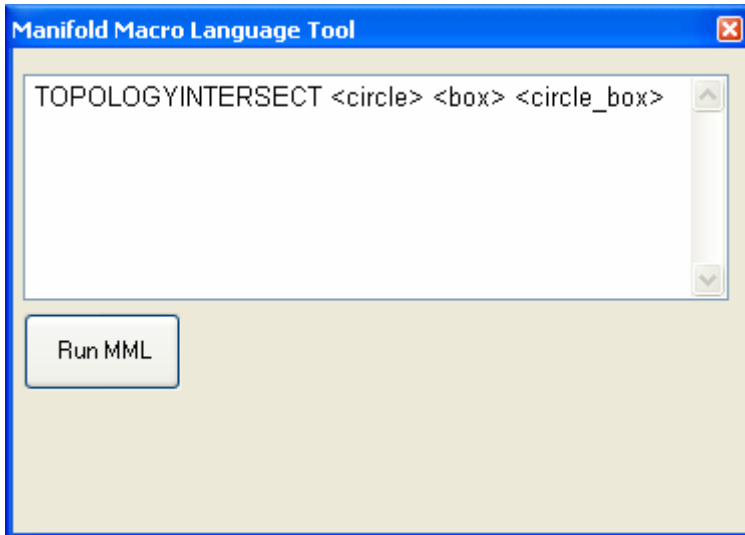 Manifold Macro Language Tool
TOPOLOGYINTERSECT <circle> <box> <circle_box>
Run MML